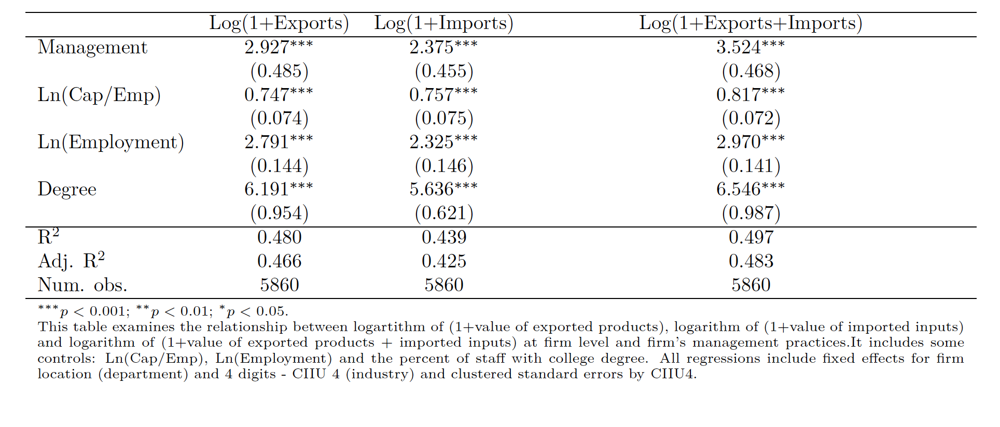 Log(1+Exports) Log(1+Imports) Log(1+Exports+Imports)
Management 2.927*** 2.375*** 3.524***
(0.485) (0.455) (0.468)
Ln(Cap/Emp) 0.747*** 0.757*** 0.817***
(0.074) (0.075) (0.072)
Ln(Employment) 2.791*** 2.325*** 2.970***
(0.144) (0.146) (0.141)
Degree 6.191*** 5.636*** 6.546***
(0.954) (0.621) (0.987)
R² 0.480 0.439 0.497
Adj. R² 0.466 0.425 0.483
Num. obs. 5860 5860 5860
***p < 0.001; **p < 0.01; *p < 0.05.
This table examines the relationship between logartithm of (1+value of exported products), logarithm of (1+value of imported inputs)
and logarithm of (1+value of exported products + imported inputs) at firm level and firm's management practices.It includes some
controls: Ln(Cap/Emp), Ln(Employment) and the percent of staff with college degree. All regressions include fixed effects for firm
location (department) and 4 digits - CIIU 4 (industry) and clustered standard errors by CIIU4.